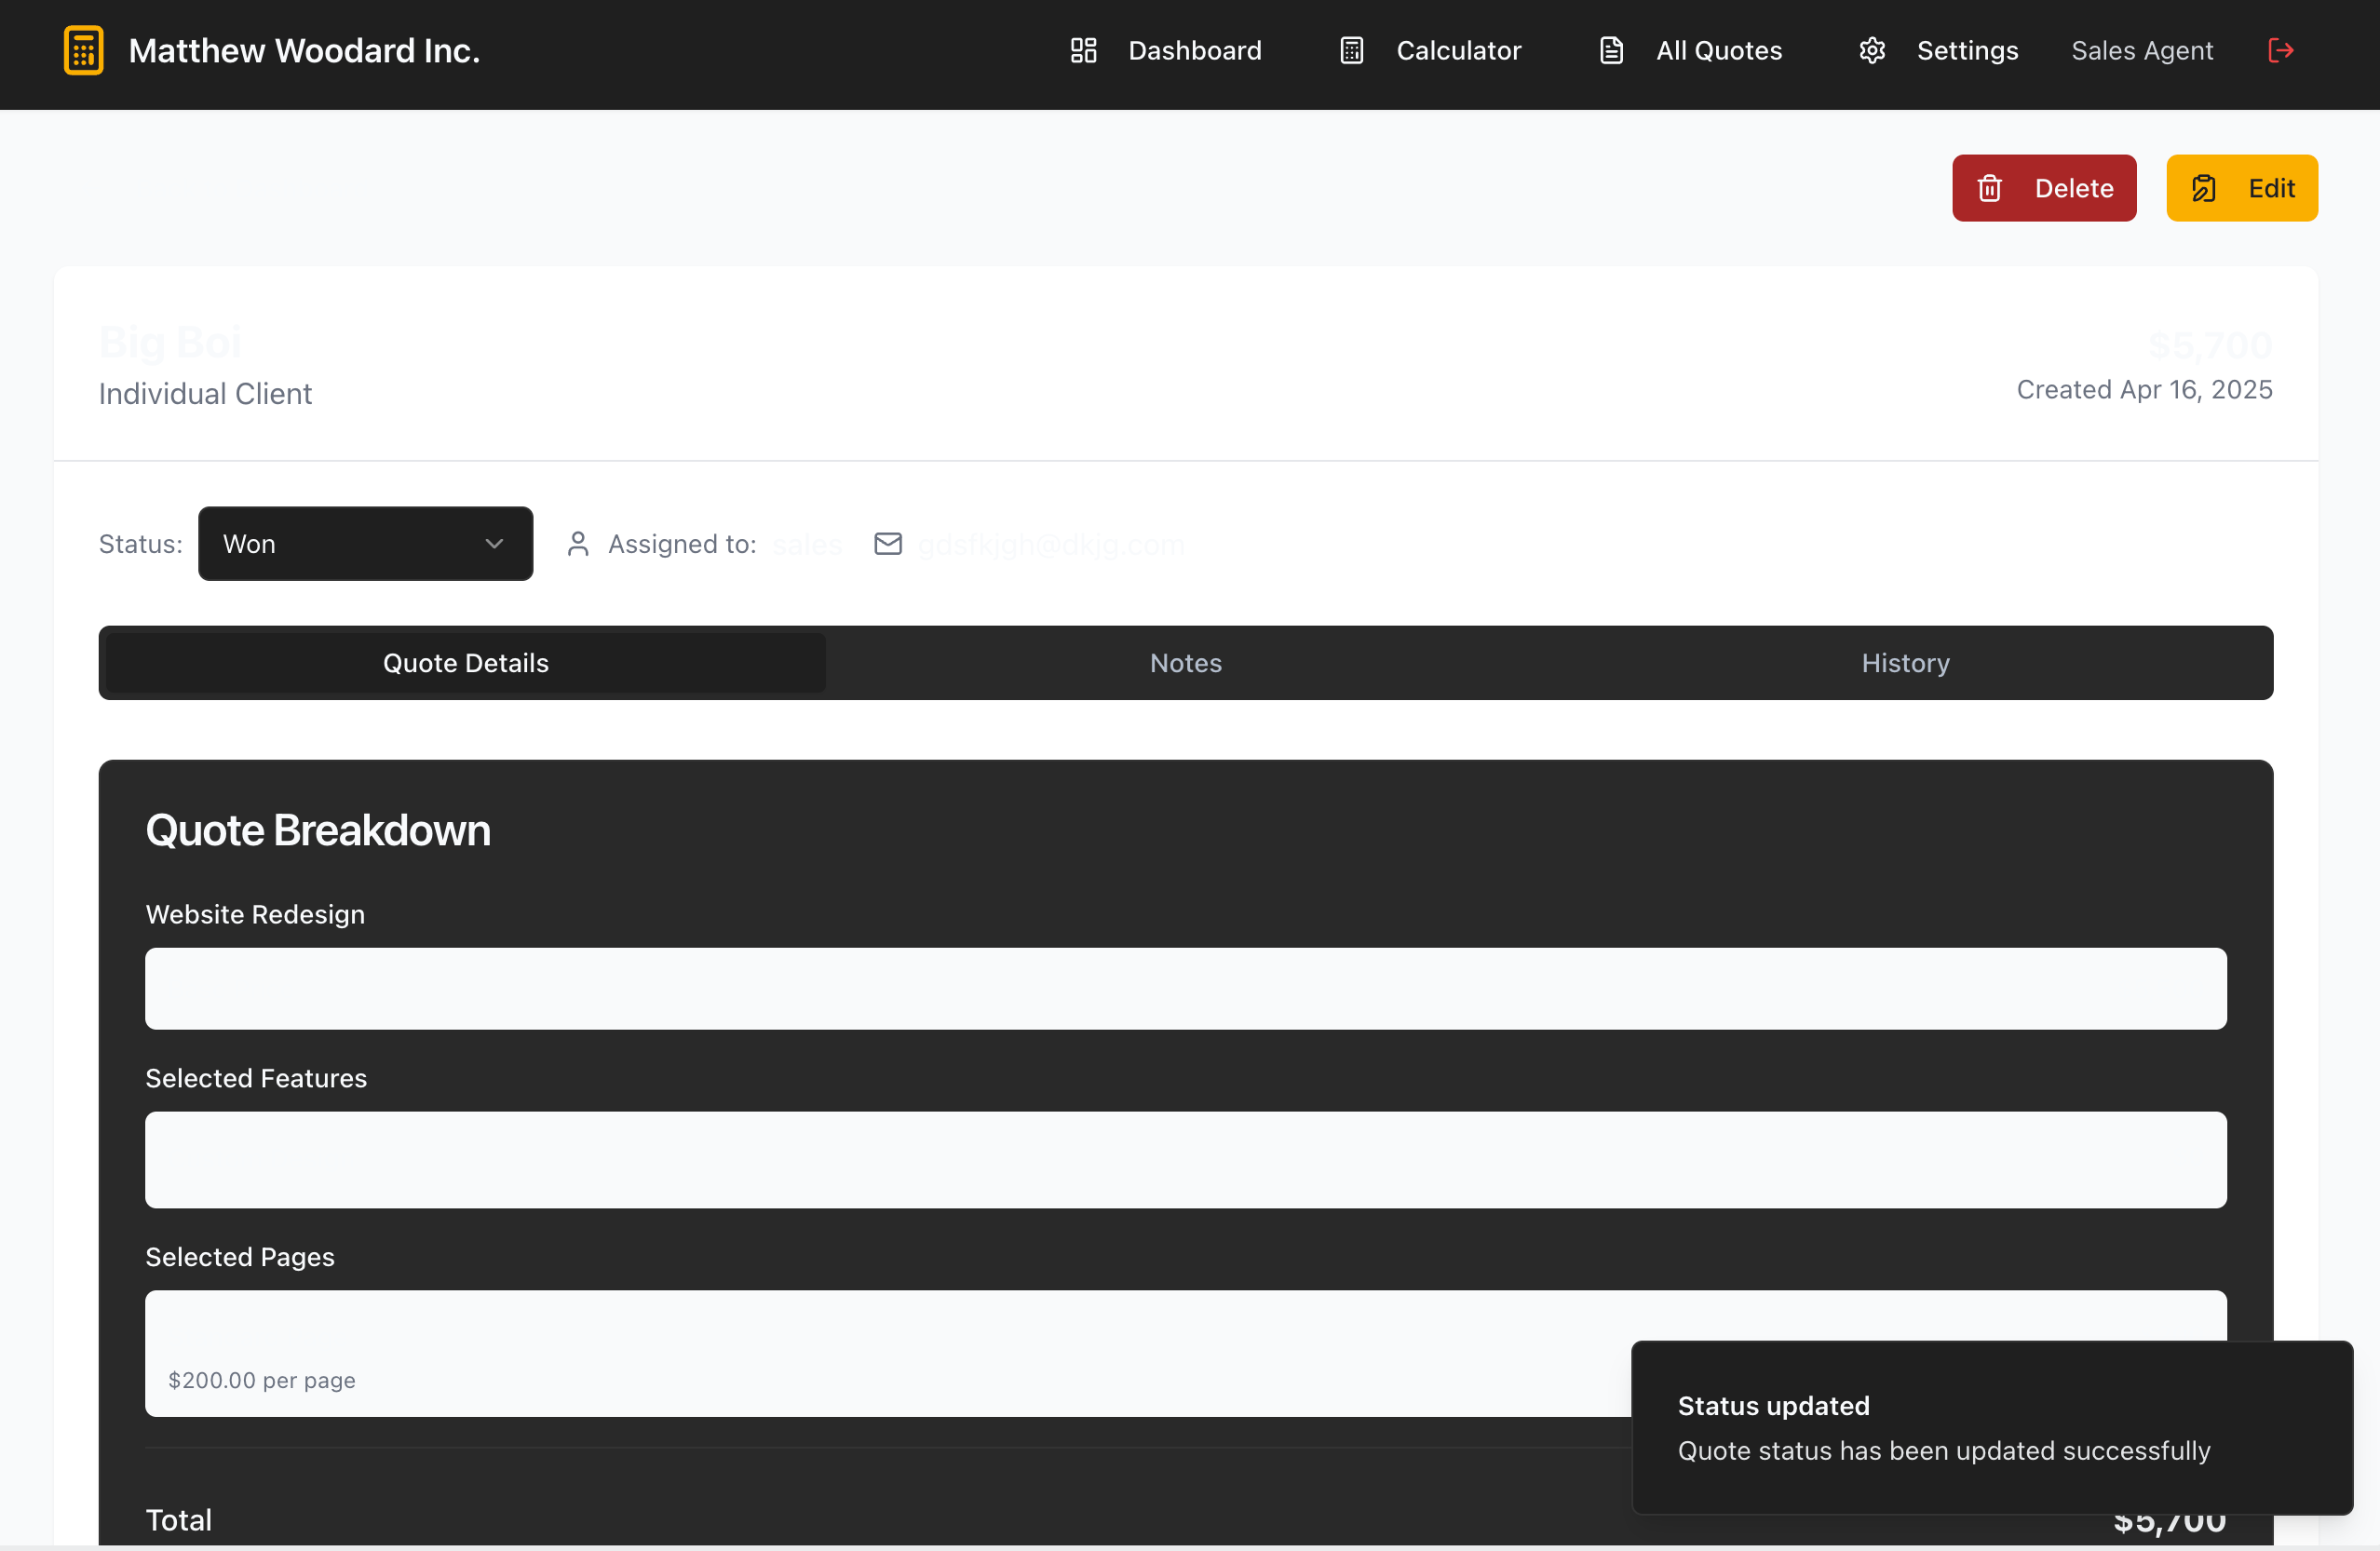 Matthew Woodard Inc.
Dashboard
Calculator
All Quotes
Settings
Sales Agent
Delete
Edit
Big Boi
$5,700
Individual Client
Created Apr 16, 2025
Status:
Won
Assigned to: sales
gdsfkjgh@dkjg.com
Quote Details
Notes
History
Quote Breakdown
Website Redesign
Selected Features
Selected Pages
$200.00 per page
Status updated
Quote status has been updated successfully
Total
$5,700